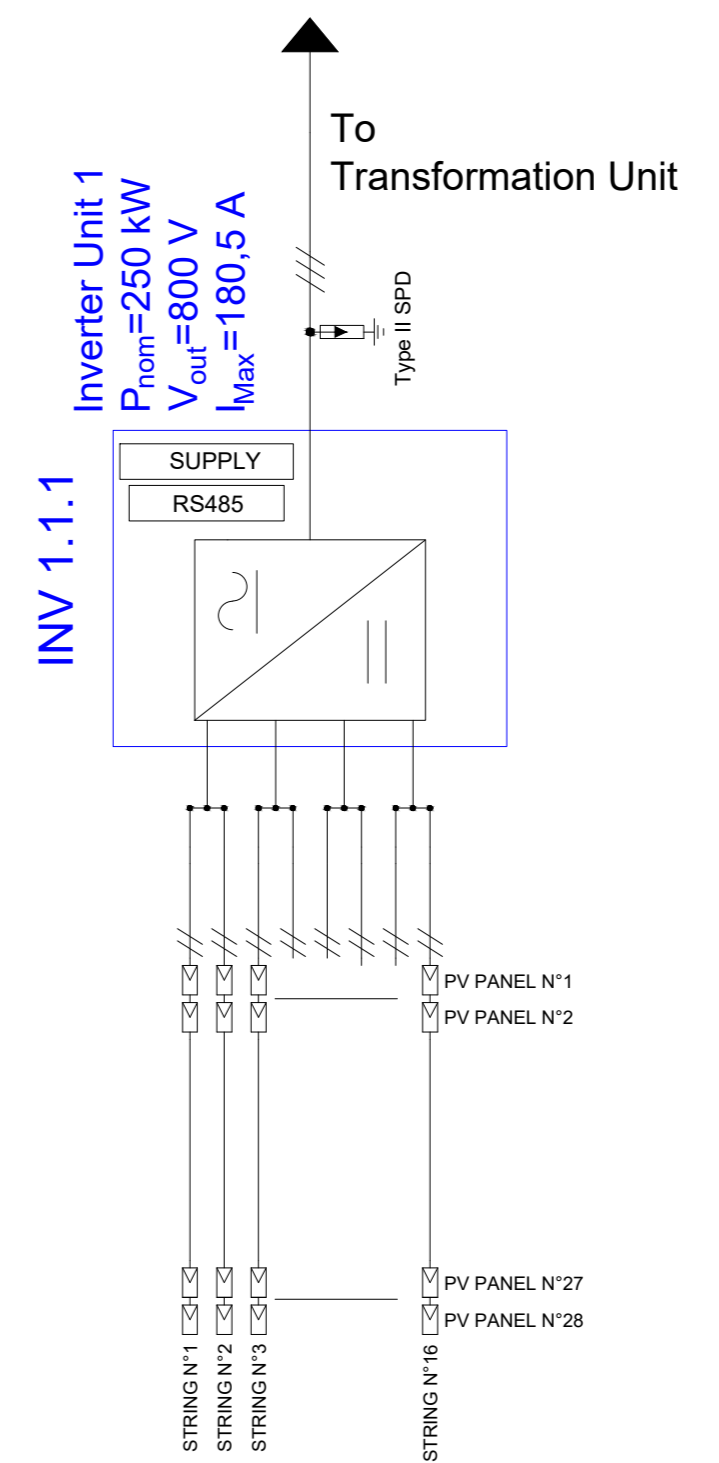 To
Transformation Unit
Inverter Unit 1
Pnom=250 kW
Vout=800 V
IMax=180,5 A
Type II SPD
INV 1.1.1
SUPPLY
RS485
PV PANEL N°1
PV PANEL N°2
PV PANEL N°27
PV PANEL N°28
STRING N°1
STRING N°2
STRING N°3
STRING N°16